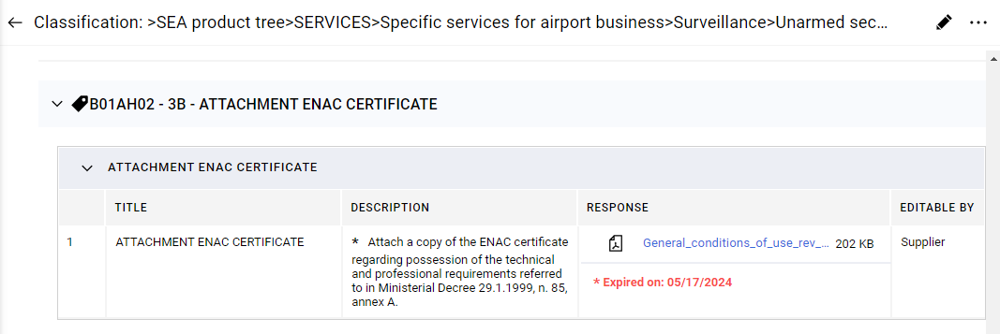 Classification: >SEA product tree>SERVICES>Specific services for airport business>Surveillance>Unarmed sec...
B01AH02 - 3B - ATTACHMENT ENAC CERTIFICATE
ATTACHMENT ENAC CERTIFICATE
TITLE DESCRIPTION RESPONSE EDITABLE BY
1 ATTACHMENT ENAC CERTIFICATE * Attach a copy of the ENAC certificate General_conditions_of_use_rev_... 202 KB Supplier
regarding possession of the technical
and professional requirements referred
* Expired on: 05/17/2024
to in Ministerial Decree 29.1.1999, n. 85,
annex A.